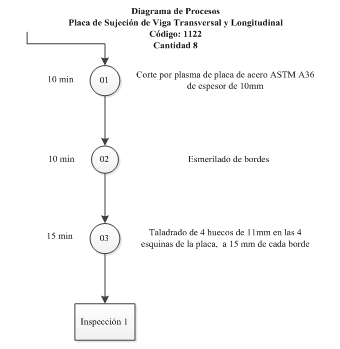 Diagrama de Procesos
Placa de Sujeción de Viga Transversal y Longitudinal
Código: 1122
Cantidad 8
10 min
01
Corte por plasma de placa de acero ASTM A36
de espesor de 10mm
10 min
02
Esmerilado de bordes
15 min
03
Taladrado de 4 huecos de 11mm en las 4
esquinas de la placa, a 15 mm de cada borde
Inspección 1